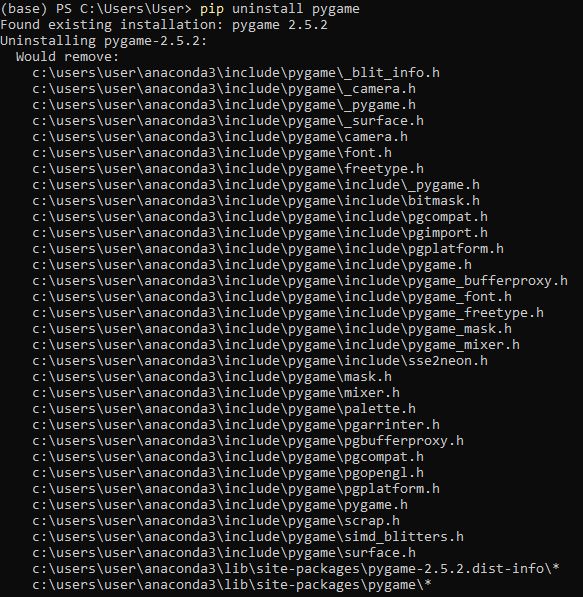 (base) PS C:\Users\User> pip uninstall pygame
Found existing installation: pygame 2.5.2
Uninstalling pygame-2.5.2:
  Would remove:
    c:\users\user\anaconda3\include\pygame\_blit_info.h
    c:\users\user\anaconda3\include\pygame\_camera.h
    c:\users\user\anaconda3\include\pygame\_pygame.h
    c:\users\user\anaconda3\include\pygame\_surface.h
    c:\users\user\anaconda3\include\pygame\camera.h
    c:\users\user\anaconda3\include\pygame\font.h
    c:\users\user\anaconda3\include\pygame\freetype.h
    c:\users\user\anaconda3\include\pygame\include\_pygame.h
    c:\users\user\anaconda3\include\pygame\include\bitmask.h
    c:\users\user\anaconda3\include\pygame\include\pgcompat.h
    c:\users\user\anaconda3\include\pygame\include\pgimport.h
    c:\users\user\anaconda3\include\pygame\include\pgplatform.h
    c:\users\user\anaconda3\include\pygame\include\pygame.h
    c:\users\user\anaconda3\include\pygame\include\pygame_bufferproxy.h
    c:\users\user\anaconda3\include\pygame\include\pygame_font.h
    c:\users\user\anaconda3\include\pygame\include\pygame_freetype.h
    c:\users\user\anaconda3\include\pygame\include\pygame_mask.h
    c:\users\user\anaconda3\include\pygame\include\pygame_mixer.h
    c:\users\user\anaconda3\include\pygame\include\sse2neon.h
    c:\users\user\anaconda3\include\pygame\mask.h
    c:\users\user\anaconda3\include\pygame\mixer.h
    c:\users\user\anaconda3\include\pygame\palette.h
    c:\users\user\anaconda3\include\pygame\pgarrinter.h
    c:\users\user\anaconda3\include\pygame\pgbufferproxy.h
    c:\users\user\anaconda3\include\pygame\pgcompat.h
    c:\users\user\anaconda3\include\pygame\pgopengl.h
    c:\users\user\anaconda3\include\pygame\pgplatform.h
    c:\users\user\anaconda3\include\pygame\pygame.h
    c:\users\user\anaconda3\include\pygame\scrap.h
    c:\users\user\anaconda3\include\pygame\simd_blitters.h
    c:\users\user\anaconda3\include\pygame\surface.h
    c:\users\user\anaconda3\lib\site-packages\pygame-2.5.2.dist-info\*
    c:\users\user\anaconda3\lib\site-packages\pygame\*